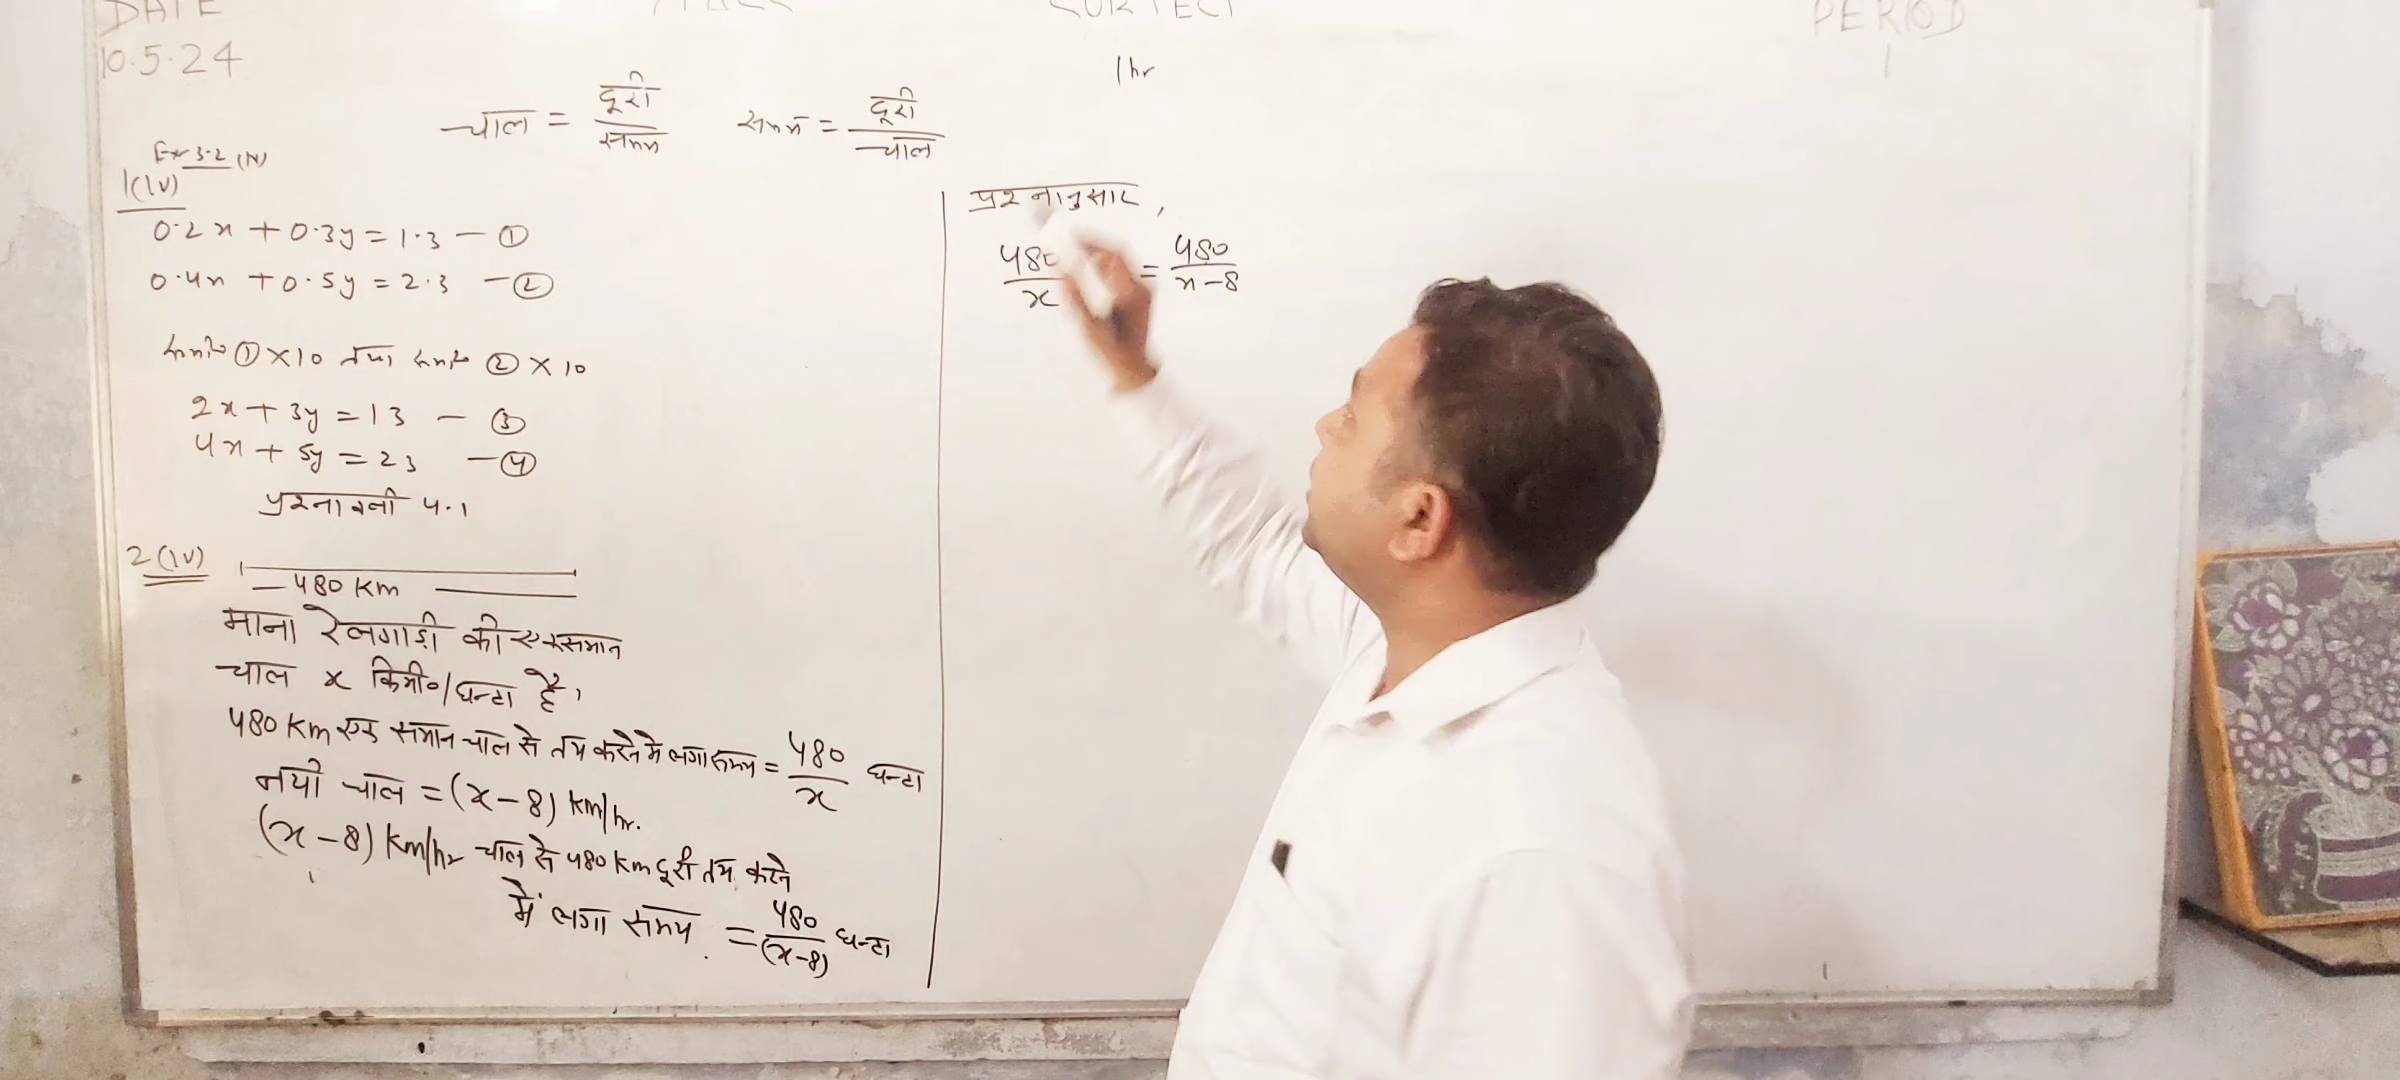 DATE
PERIOD
10.5.24
1
1 hr
चाल = दूरी/समय समय = दूरी/चाल
Ex 3.2 (N)
1(iv)
0.2x + 0.3y = 1.3 — ①
0.4x + 0.5y = 2.3 — ②
समी० ① × 10 तथा समी० ② × 10
2x + 3y = 13 — ③
4x + 5y = 23 — ④
प्रश्नावली 4.1
2(iv)
480 Km
माना रेलगाड़ी की एकसमान
चाल x किमी०/घन्टा है,
480 Km एक समान चाल से तय करने में लगा समय = 480/x घन्टा
नयी चाल = (x – 8) km/hr.
(x – 8) Km/hr चाल से 480 Km दूरी तय करने
में लगा समय = 480/(x–8) घन्टा
प्रश्नानुसार,
480/x = 480/x–8